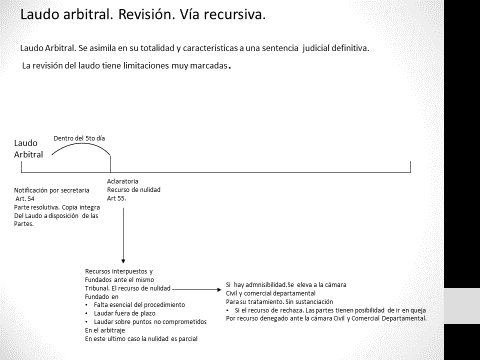 Laudo arbitral. Revisión. Vía recursiva.
Laudo Arbitral. Se asimila en su totalidad y características a una sentencia judicial definitiva.
La revisión del laudo tiene limitaciones muy marcadas.
Dentro del 5to día
Laudo
Arbitral
Notificación por secretaria
Art. 54
Parte resolutiva. Copia integra
Del Laudo a disposición de las
Partes.
Aclaratoria
Recurso de nulidad
Art 55.
Recursos interpuestos y
Fundados ante el mismo
Tribunal. El recurso de nulidad
Fundado en
• Falta esencial del procedimiento
• Laudar fuera de plazo
• Laudar sobre puntos no comprometidos
En el arbitraje
En este ultimo caso la nulidad es parcial
Si hay admnisibilidad.Se eleva a la cámara
Civil y comercial departamental
Para su tratamiento. Sin sustanciación
• Si el recurso de rechaza. Las partes tienen posibilidad de ir en queja
Por recurso denegado ante la cámara Civil y Comercial Departamental.